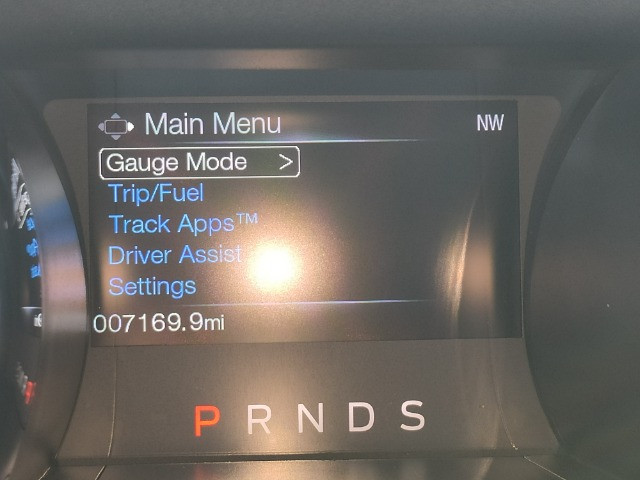 Main Menu NW
Gauge Mode >
Trip/Fuel
Track Apps™
Driver Assist
Settings
007169.9mi
P R N D S